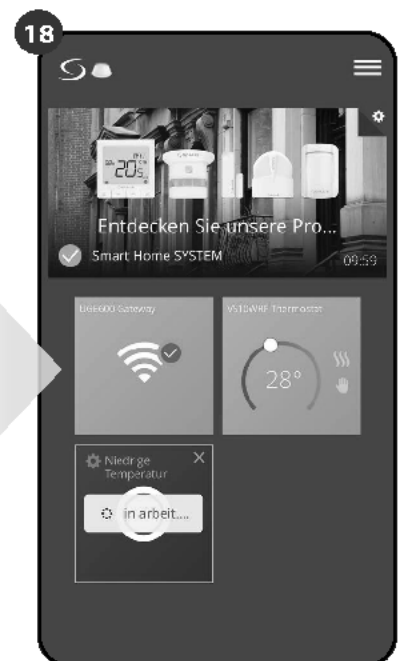 18
Entdecken Sie unsere Pro...
Smart Home SYSTEM
09:59
UGE600 Gateway
VS10WRF Thermostat
28°
Niedrige
Temperatur
in arbeit....